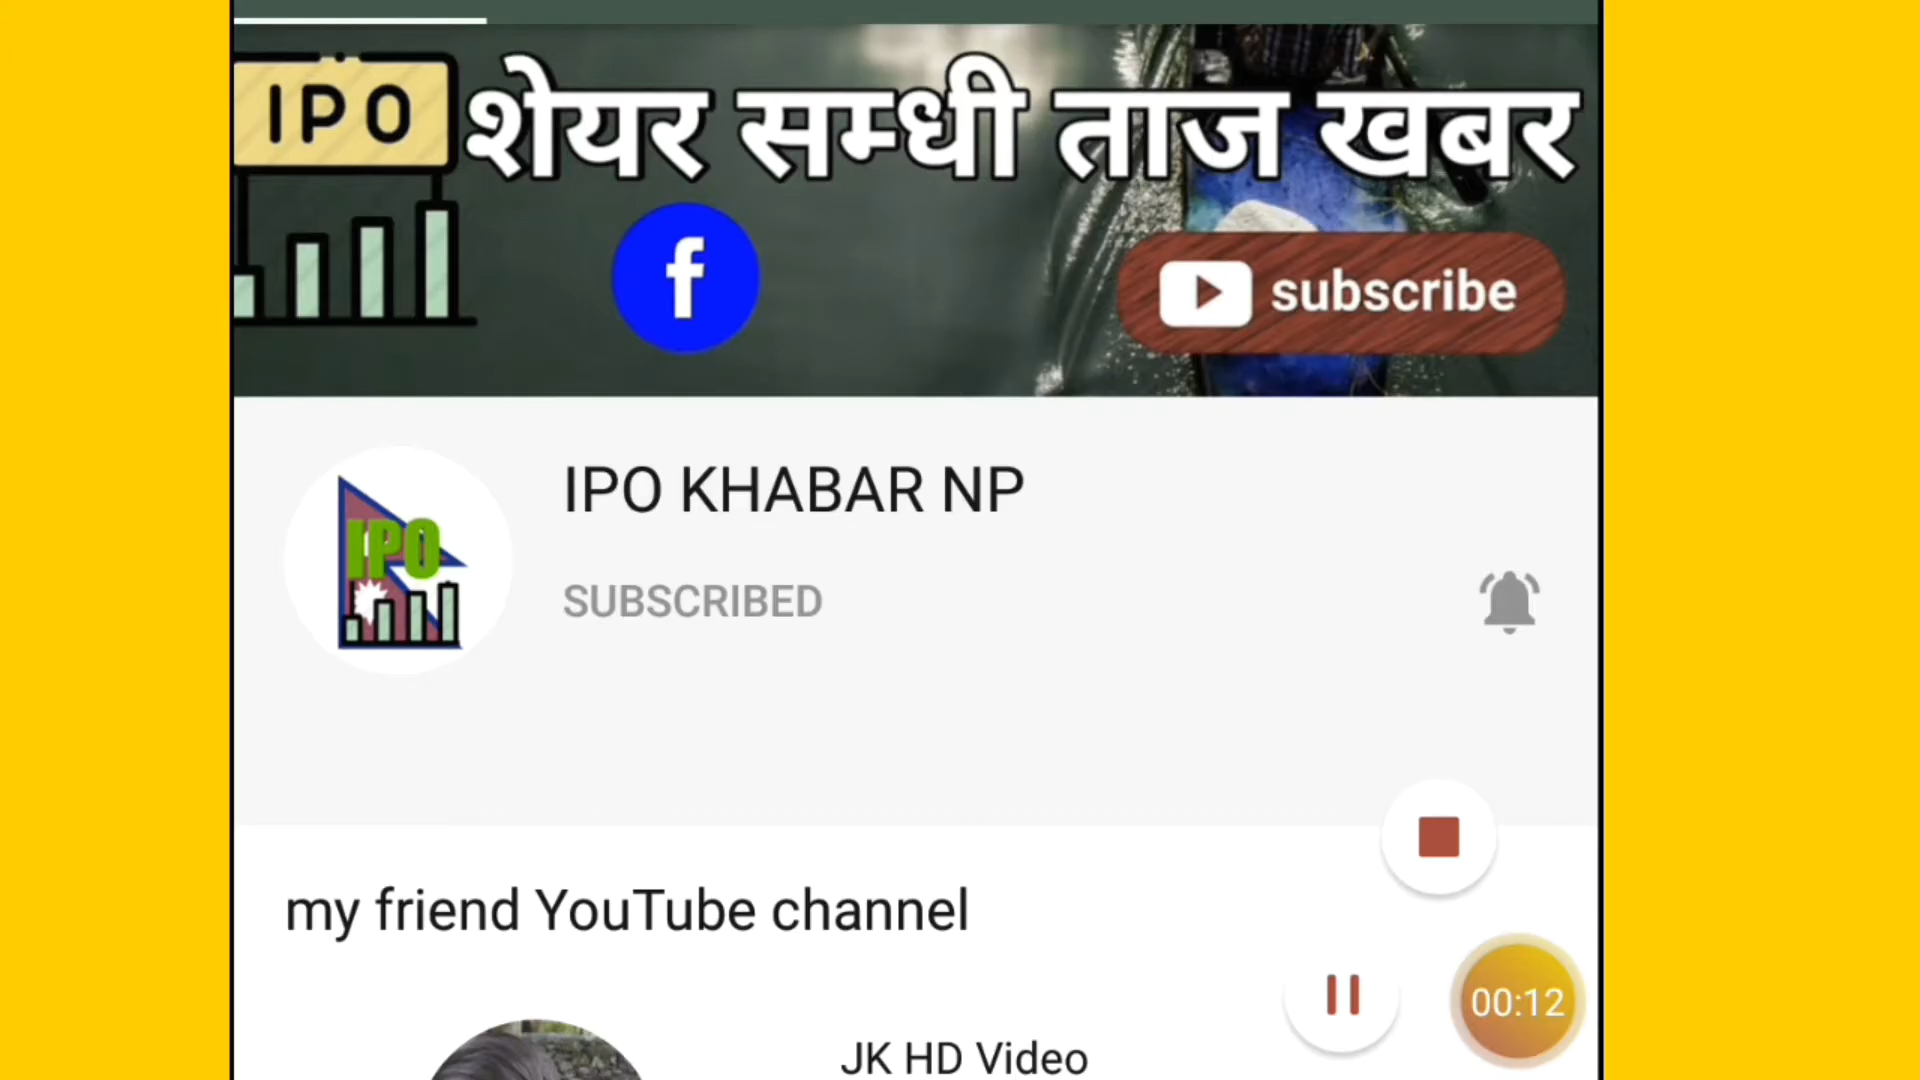 IPO
शेयर सम्धी ताज खबर
f
subscribe
IPO
IPO KHABAR NP
SUBSCRIBED
my friend YouTube channel
00:12
JK HD Video